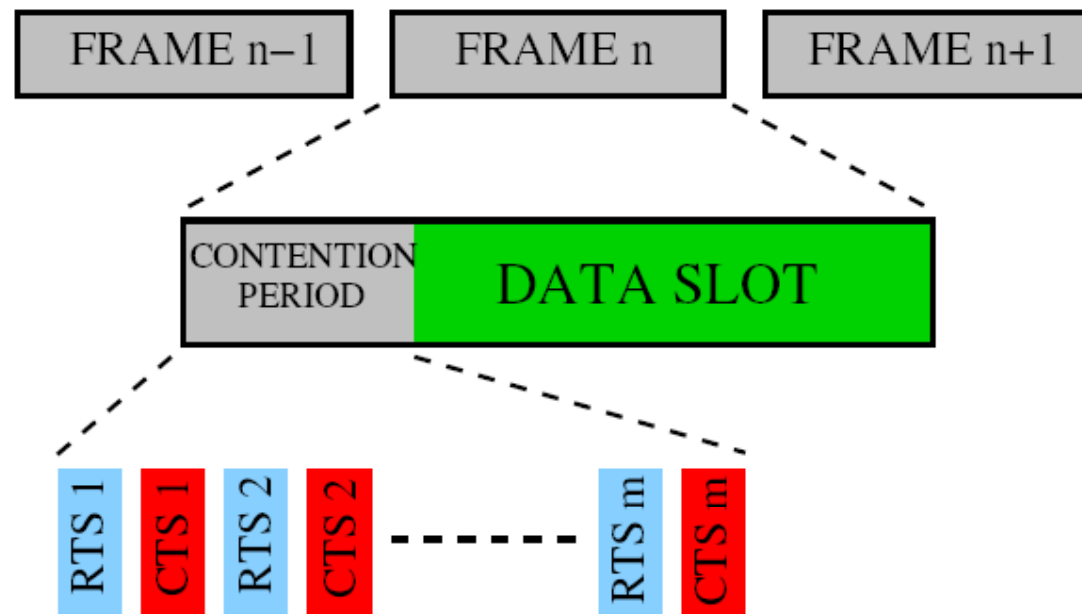 FRAME n−1
FRAME n
FRAME n+1
CONTENTION
PERIOD
DATA SLOT
RTS 1
CTS 1
RTS 2
CTS 2
RTS m
CTS m